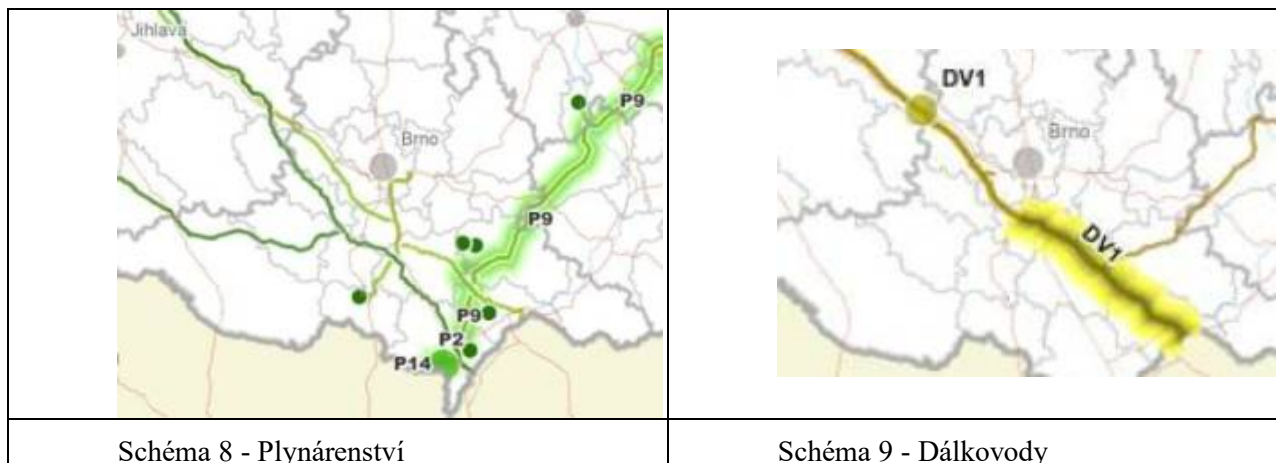 Jihlava
P9
Brno
P9
P9
P2
P14
Schéma 8 - Plynárenství
DV1
Brno
DV1
Schéma 9 - Dálkovody